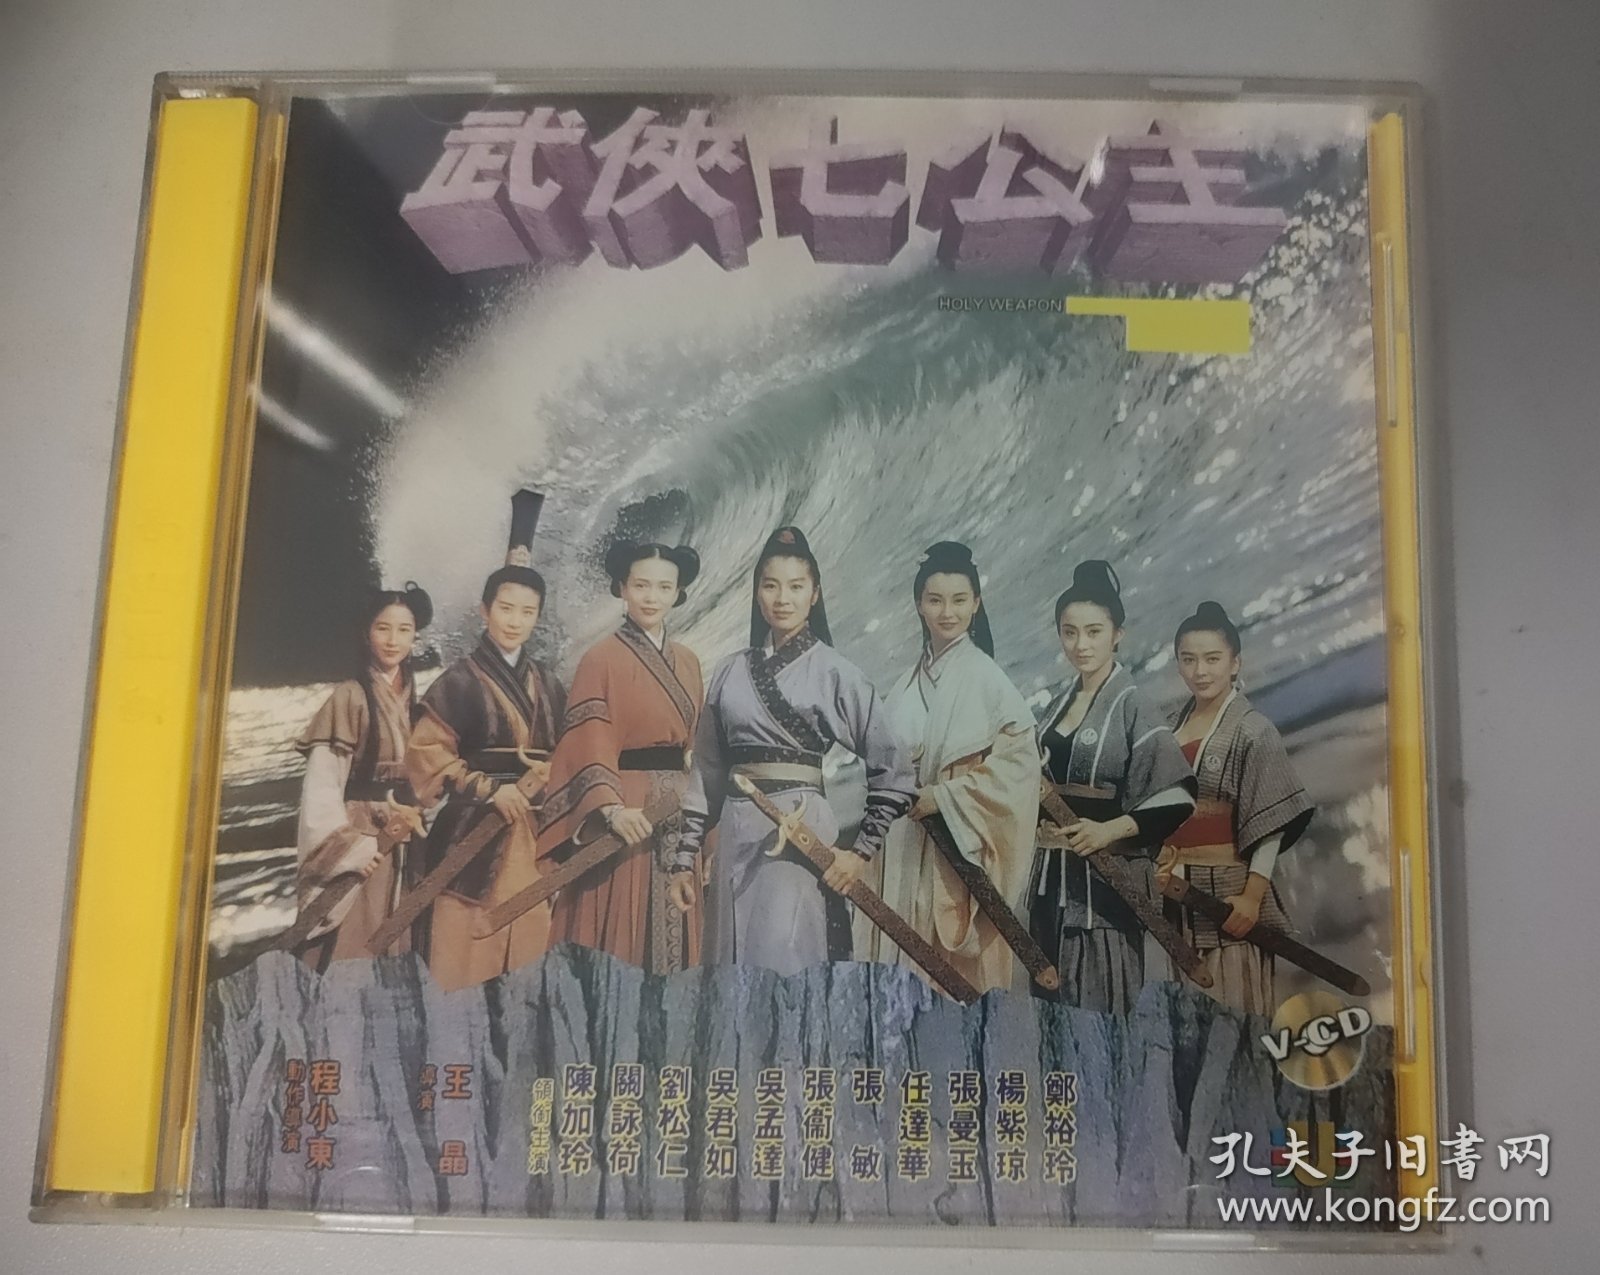 武俠七公主
HOLY WEAPON
V-CD
鄭裕玲
楊紫琼
張曼玉
任達華
張敏
張衛健
吳孟達
吳君如
劉松仁
關詠荷
陳加玲
領銜主演
王晶
導演
程小東
動作導演
孔夫子旧书网
www.kongfz.com